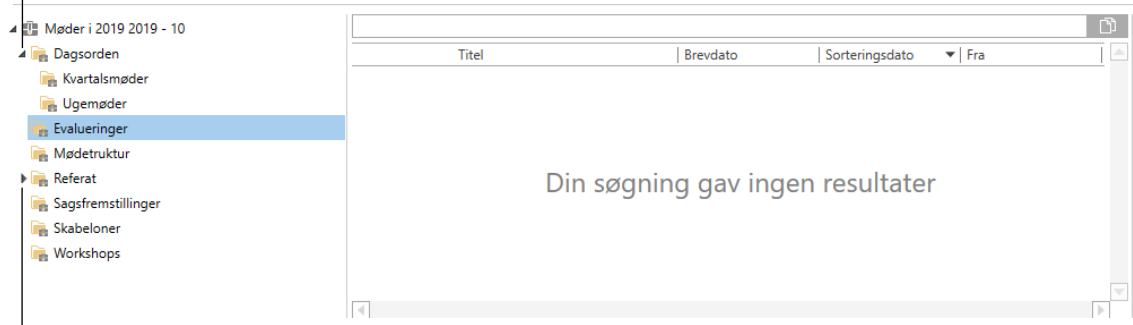 Møder i 2019 2019 - 10
Dagsorden
Kvartalsmøder
Ugemøder
Evalueringer
Mødetruktur
Referat
Sagsfremstillinger
Skabeloner
Workshops
Titel Brevdato Sorteringsdato Fra
Din søgning gav ingen resultater